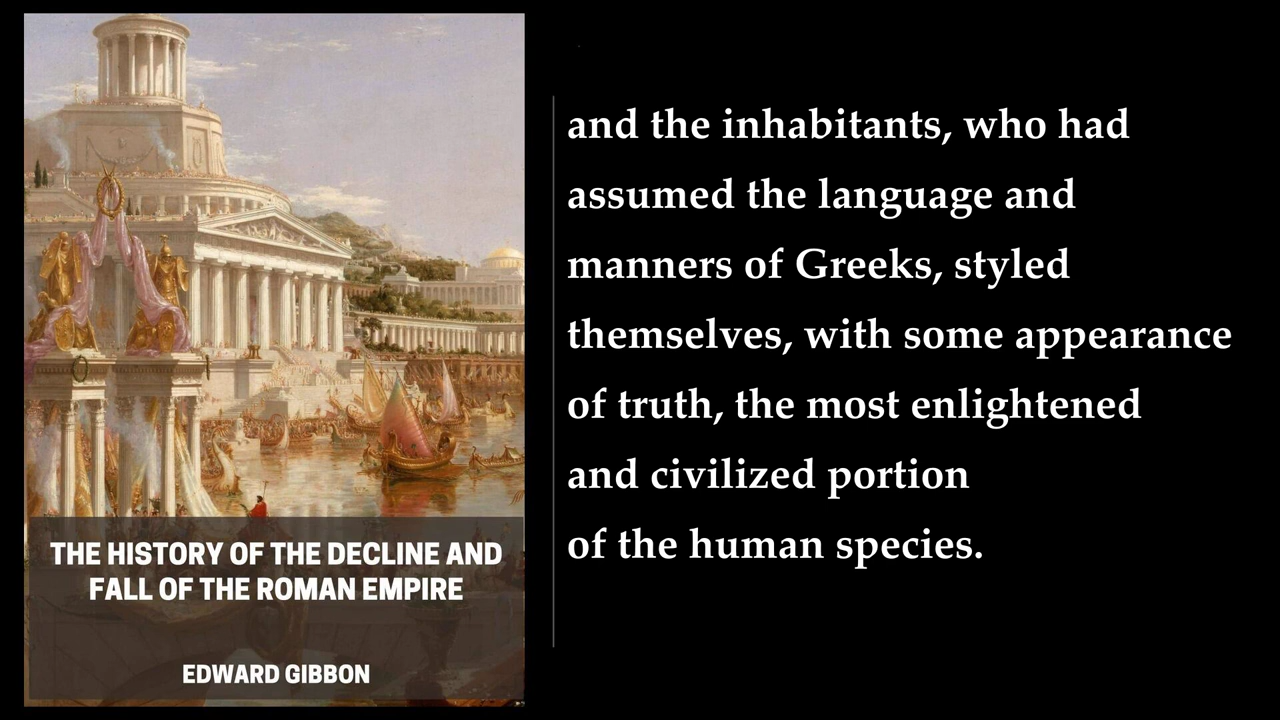 THE HISTORY OF THE DECLINE AND
FALL OF THE ROMAN EMPIRE
EDWARD GIBBON
and the inhabitants, who had
assumed the language and
manners of Greeks, styled
themselves, with some appearance
of truth, the most enlightened
and civilized portion
of the human species.